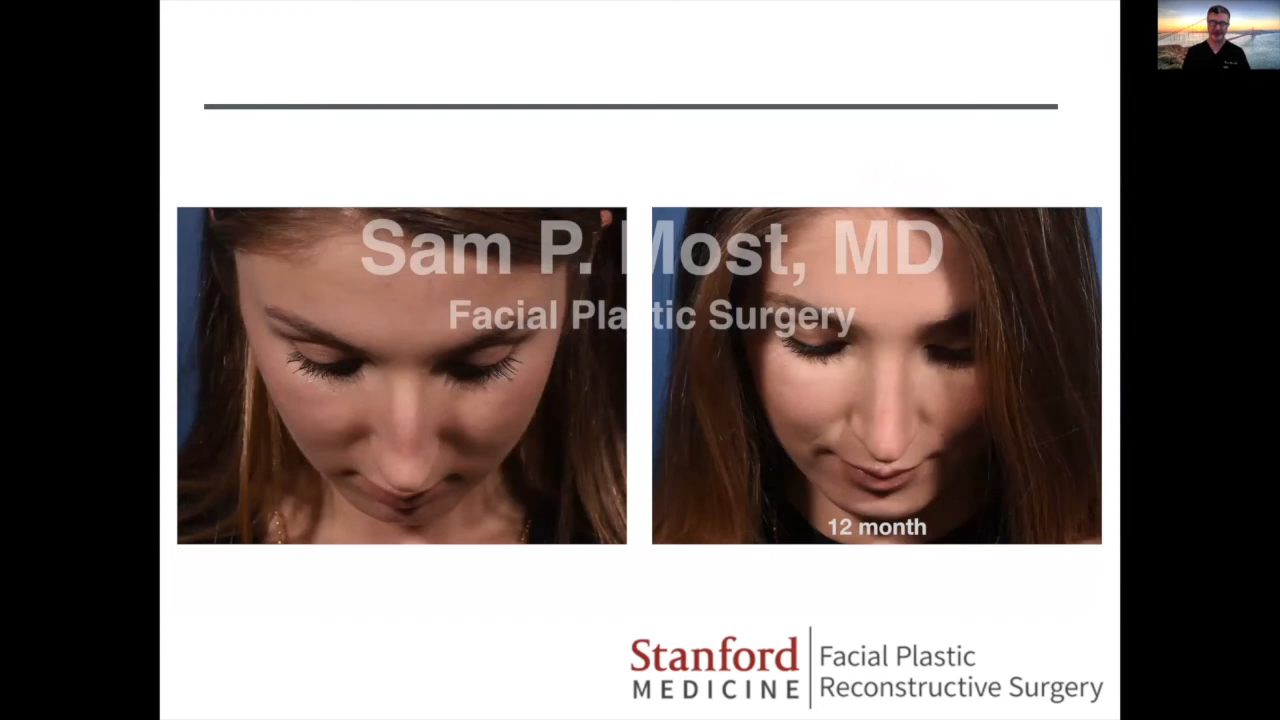 Sam P. Most, MD
Facial Plastic Surgery
12 month
Stanford
MEDICINE
Facial Plastic
Reconstructive Surgery